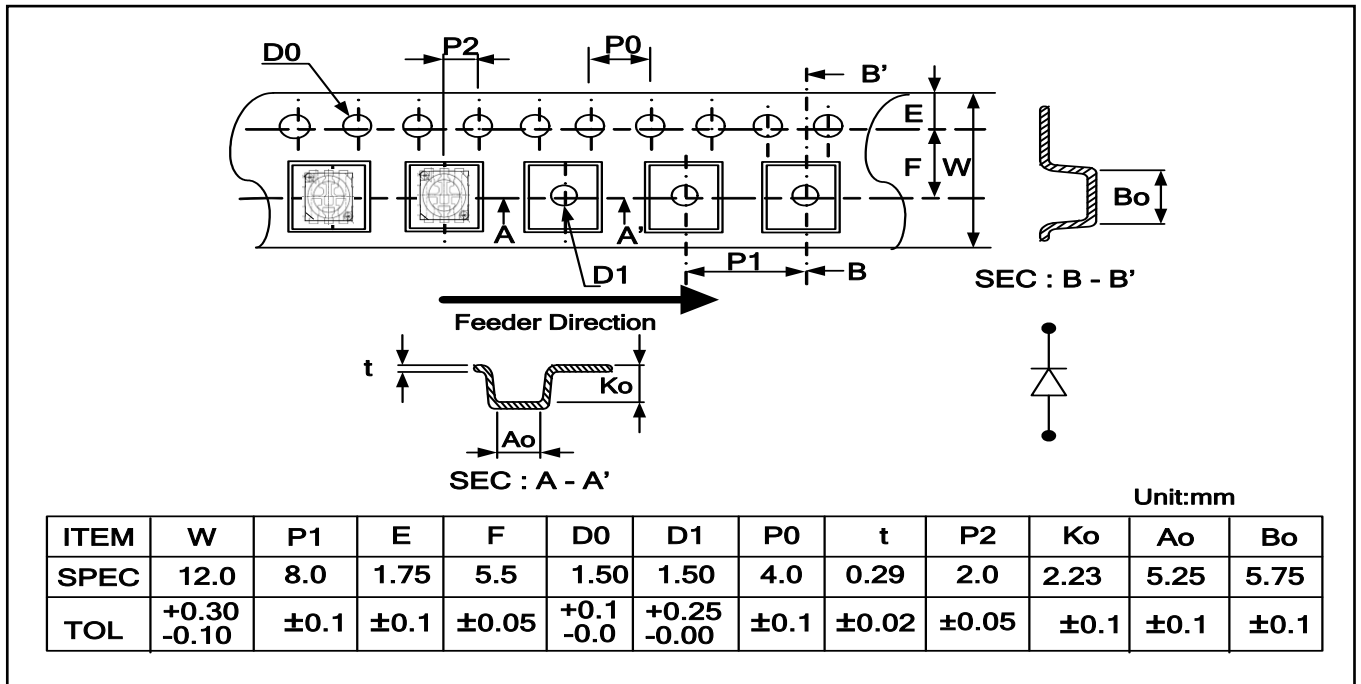 D0 P2 P0 B'
E
F W
A A'
D1 P1 B
Bo
SEC : B - B'
Feeder Direction
t Ko
Ao
SEC : A - A'
Unit:mm
ITEM W P1 E F D0 D1 P0 t P2 Ko Ao Bo
SPEC 12.0 8.0 1.75 5.5 1.50 1.50 4.0 0.29 2.0 2.23 5.25 5.75
TOL +0.30 -0.10 ±0.1 ±0.1 ±0.05 +0.1 -0.0 +0.25 -0.00 ±0.1 ±0.02 ±0.05 ±0.1 ±0.1 ±0.1